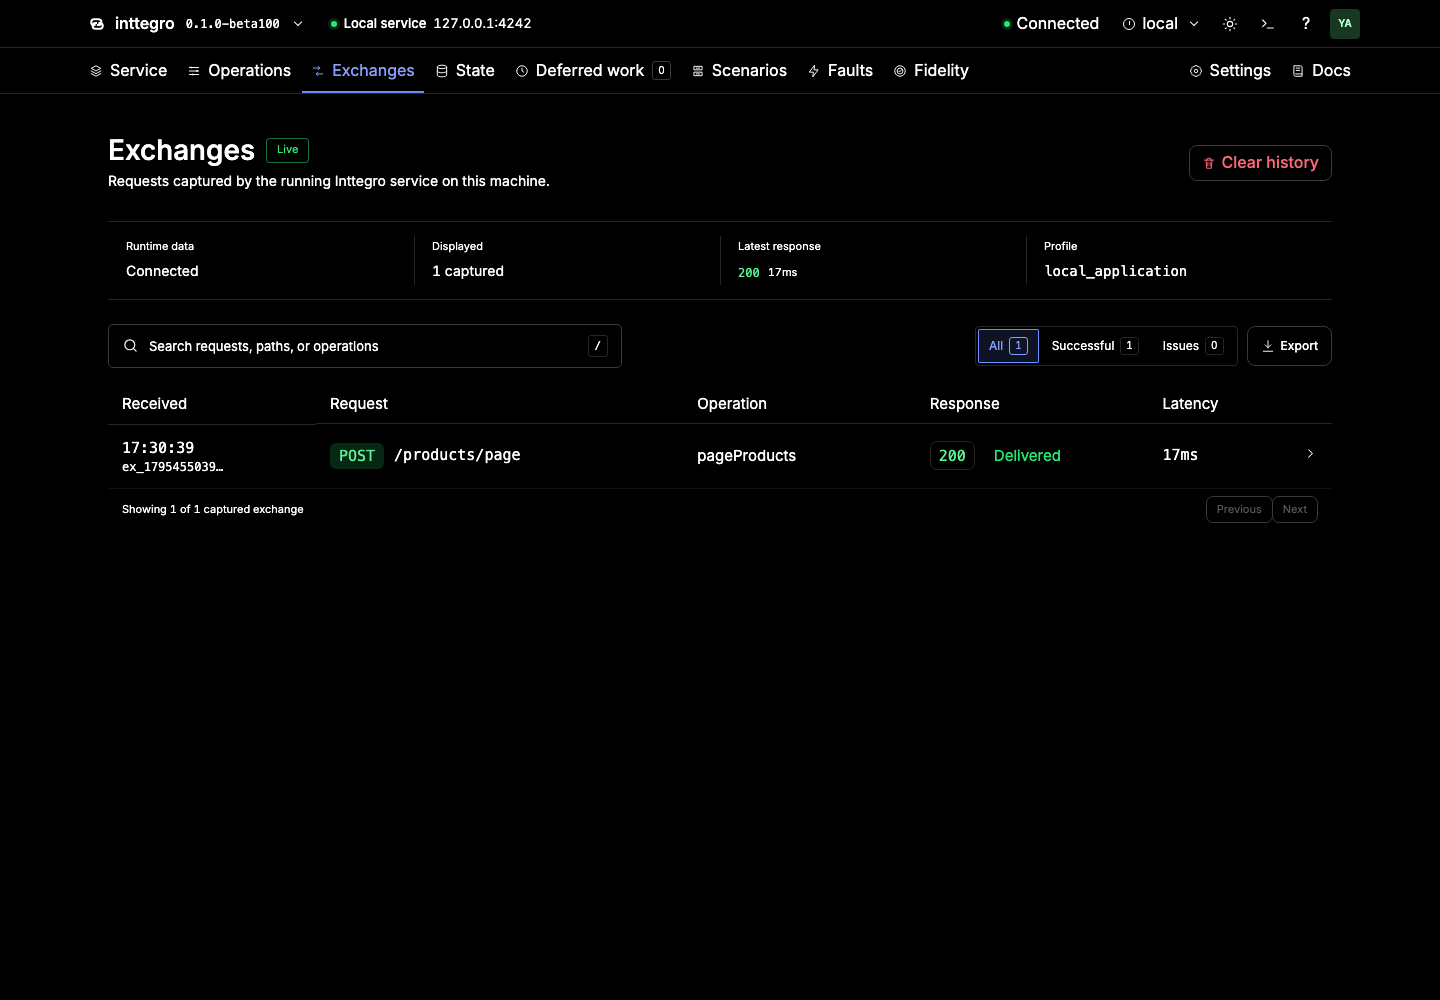 inttegro 0.1.0-beta100 Local service 127.0.0.1:4242 Connected local ? YA
Service Operations Exchanges State Deferred work 0 Scenarios Faults Fidelity Settings Docs
Exchanges Live
Requests captured by the running Inttegro service on this machine.
Clear history
Runtime data Displayed Latest response Profile
Connected 1 captured 200 17ms local_application
Search requests, paths, or operations / All 1 Successful 1 Issues 0 Export
Received Request Operation Response Latency
17:30:39 POST /products/page pageProducts 200 Delivered 17ms
ex_1795455039…
Showing 1 of 1 captured exchange Previous Next